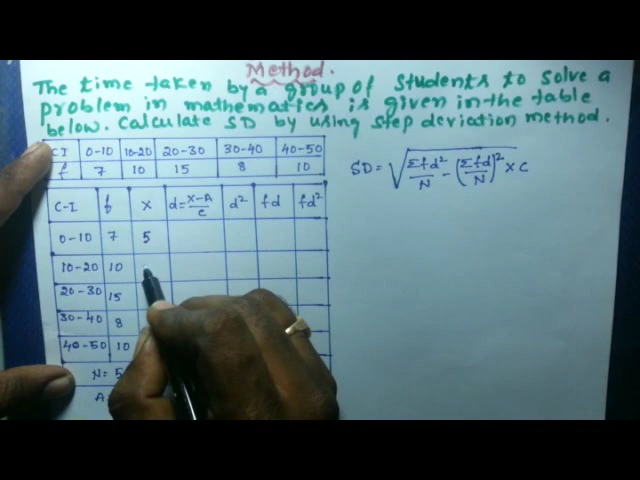 Method.
The time taken by a group of students to solve a
problem in mathematics is given in the table
below. Calculate SD by using step deviation method.
CI 0-10 10-20 20-30 30-40 40-50
f 7 10 15 8 10
SD = √Σfd²/N - (Σfd/N)² × C
C-I f X d = X-A/C d² fd fd²
0-10 7 5
10-20 10
20-30 15
30-40 8
40-50 10
N = 5
A